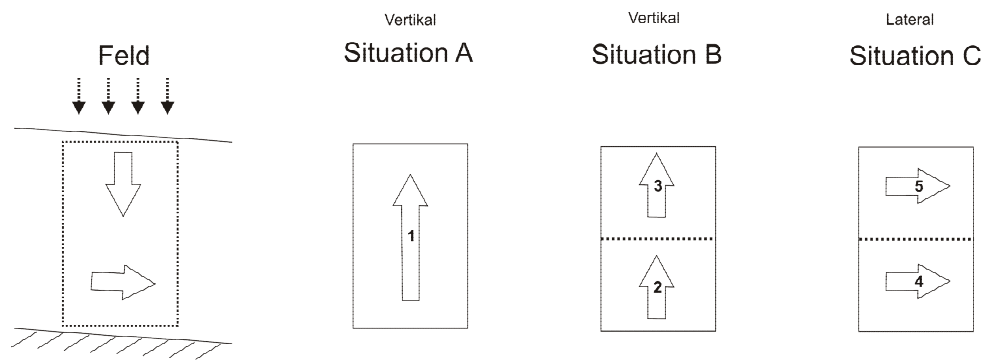 Feld
Vertikal
Situation A
Vertikal
Situation B
Lateral
Situation C
1
3
2
5
4